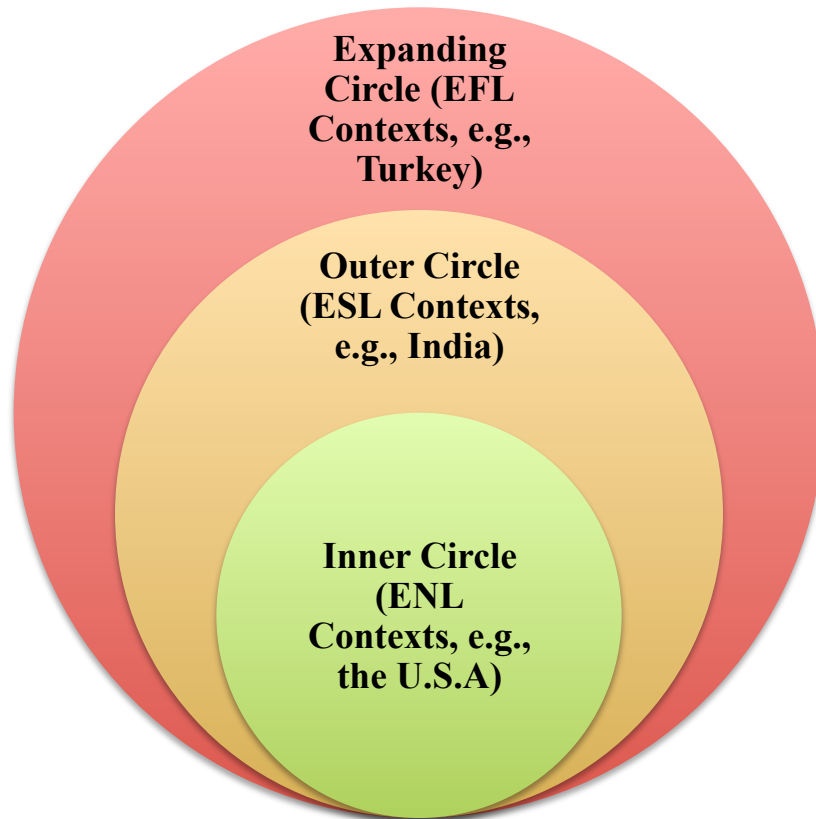 Expanding
Circle (EFL
Contexts, e.g.,
Turkey)
Outer Circle
(ESL Contexts,
e.g., India)
Inner Circle
(ENL
Contexts, e.g.,
the U.S.A)